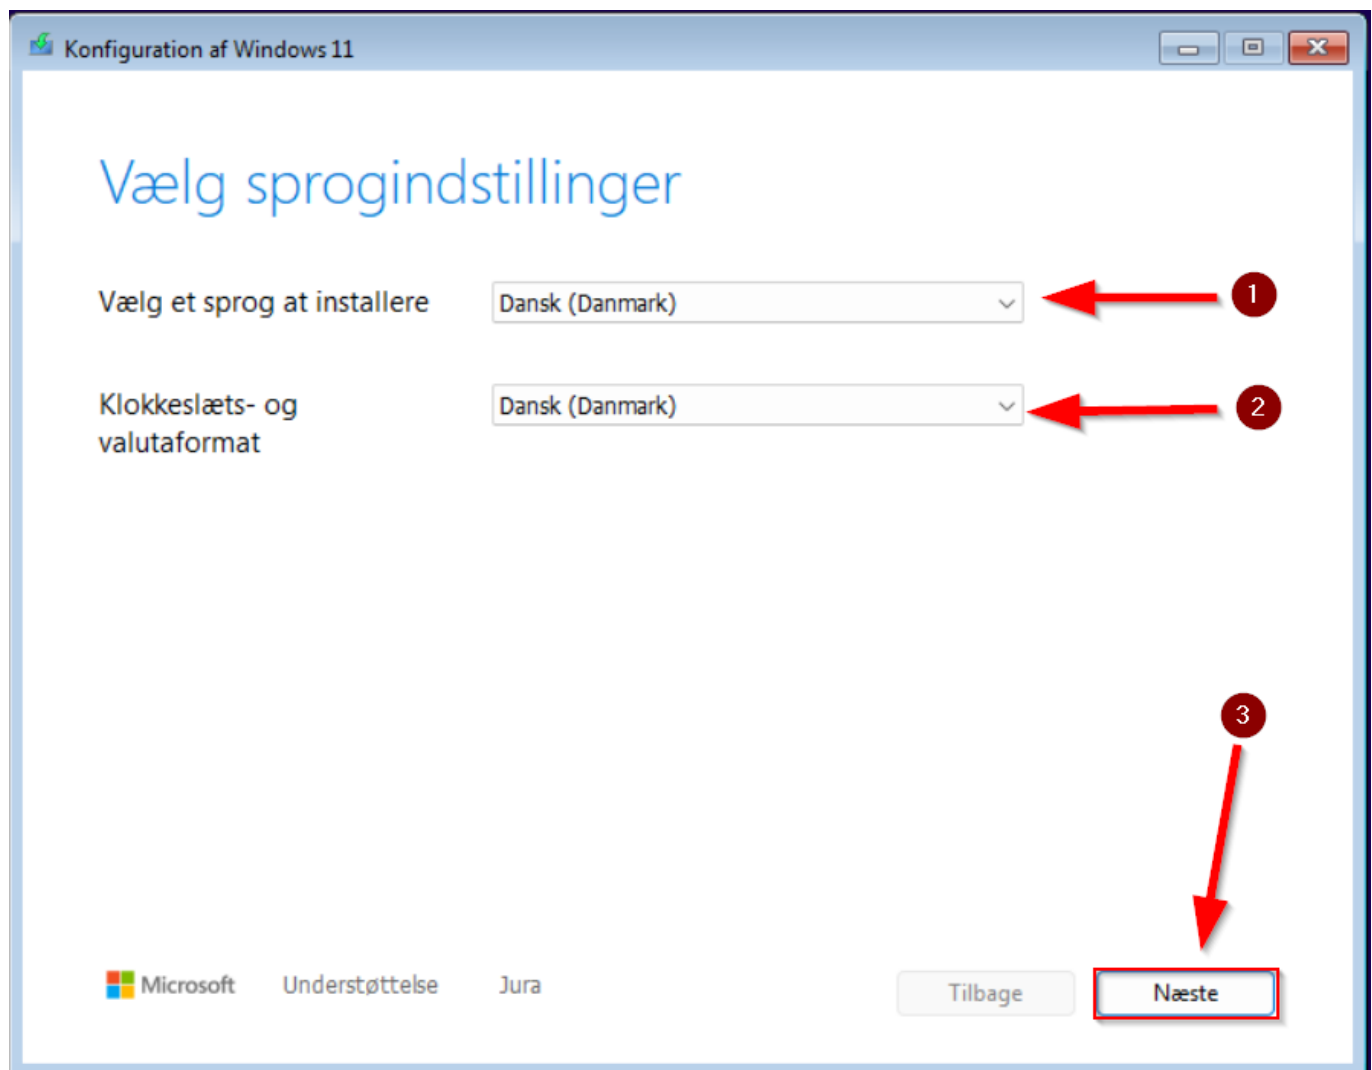 Konfiguration af Windows 11
Vælg sprogindstillinger
Vælg et sprog at installere
Dansk (Danmark)
1
Klokkeslæts- og
valutaformat
Dansk (Danmark)
2
3
Microsoft
Understøttelse
Jura
Tilbage
Næste